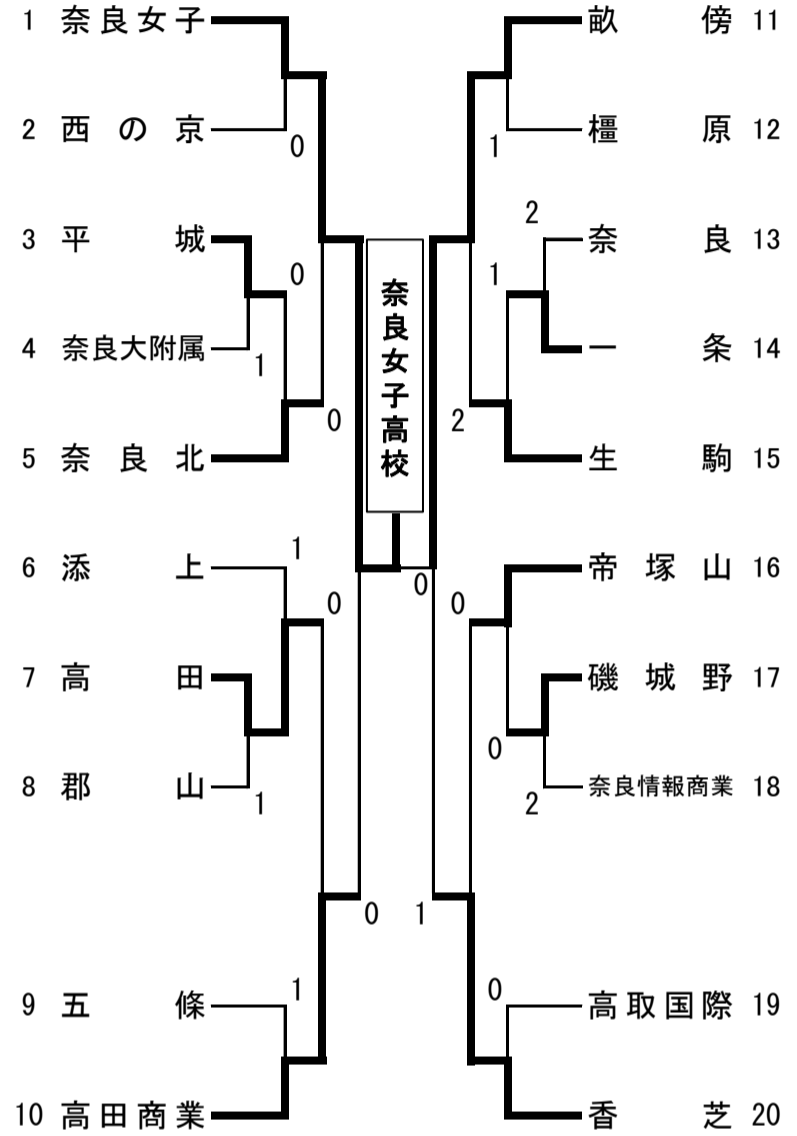 1 奈良女子
2 西の京
0
3 平城
0
4 奈良大附属
1
0
5 奈良北
1
6 添上
0
7 高田
8 郡山
1
0
1
9 五條
10 高田商業
奈良女子高校
0
畝傍 11
橿原 12
1
2
奈良 13
1
一条 14
2
生駒 15
帝塚山 16
0
磯城野 17
0
奈良情報商業 18
2
1
0
高取国際 19
香芝 20